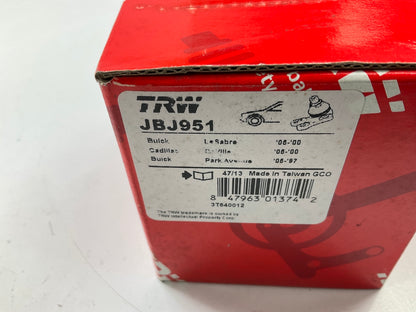 TRW
JBJ951
Buick LeSabre '05-'00
Cadillac DeVille '05-'00
Buick Park Avenue '05-'97
47/13 Made in Taiwan GCO
8 47963 01374 2
3T640012
The TRW trademark is owned by
TRW Intellectual Property Corp.